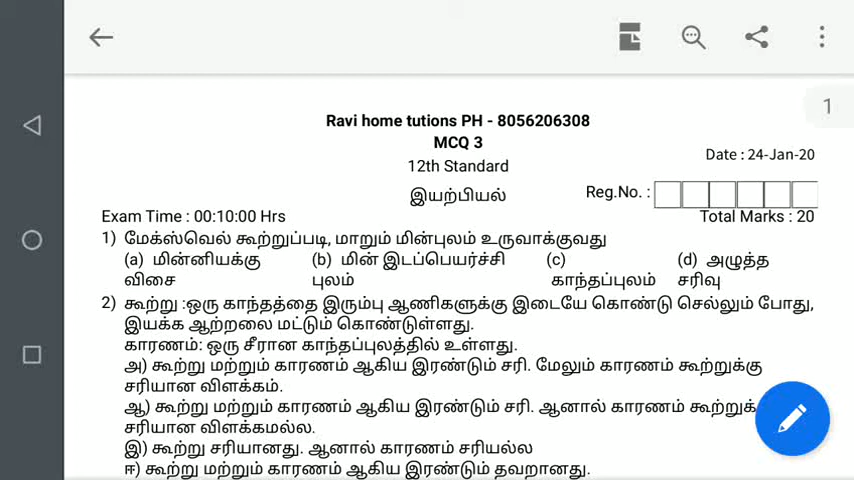 1
Ravi home tutions PH - 8056206308
MCQ 3
Date : 24-Jan-20
12th Standard
இயற்பியல்
Reg.No. :
Exam Time : 00:10:00 Hrs
Total Marks : 20
1) மேக்ஸ்வெல் கூற்றுப்படி, மாறும் மின்புலம் உருவாக்குவது
(a) மின்னியக்கு (b) மின் இடப்பெயர்ச்சி (c) (d) அழுத்த
விசை புலம் காந்தப்புலம் சரிவு
2) கூற்று :ஒரு காந்தத்தை இரும்பு ஆணிகளுக்கு இடையே கொண்டு செல்லும் போது,
இயக்க ஆற்றலை மட்டும் கொண்டுள்ளது.
காரணம்: ஒரு சீரான காந்தப்புலத்தில் உள்ளது.
அ) கூற்று மற்றும் காரணம் ஆகிய இரண்டும் சரி. மேலும் காரணம் கூற்றுக்கு
சரியான விளக்கம்.
ஆ) கூற்று மற்றும் காரணம் ஆகிய இரண்டும் சரி. ஆனால் காரணம்
சரியான விளக்கமல்ல.
இ) கூற்று சரியானது. ஆனால் காரணம் சரியல்ல
ஈ) கூற்று மற்றும் காரணம் ஆகிய இரண்டும் தவறானது.